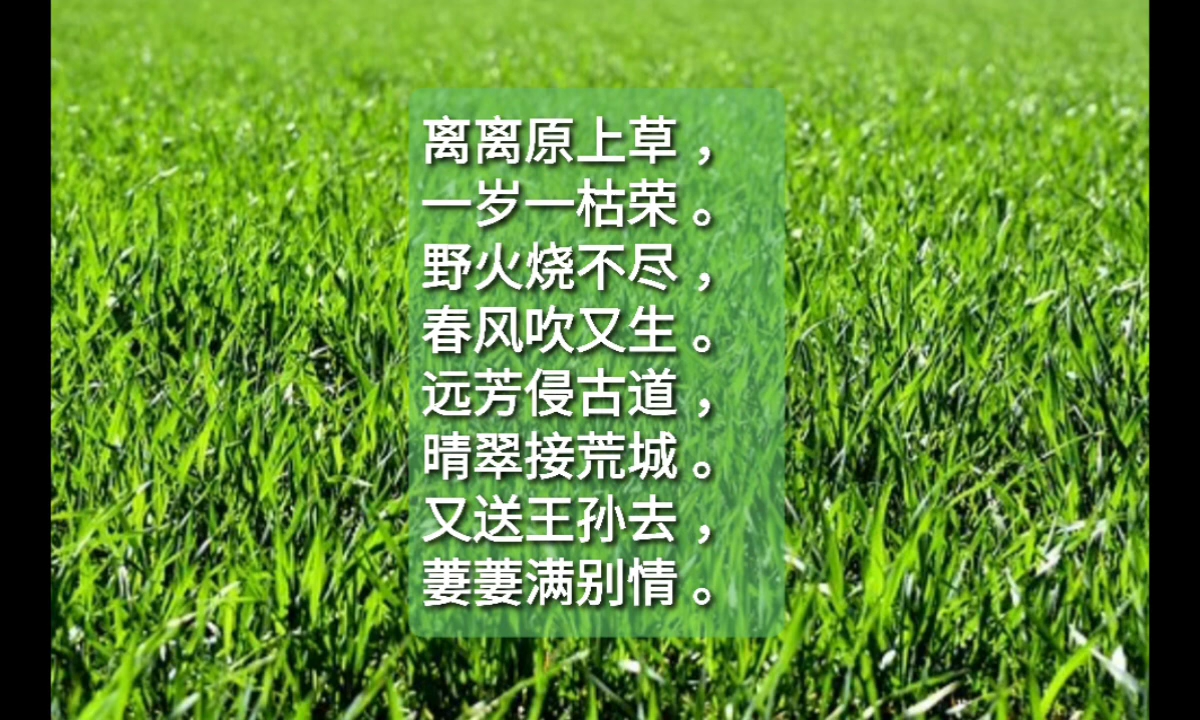 离离原上草，
一岁一枯荣。
野火烧不尽，
春风吹又生。
远芳侵古道，
晴翠接荒城。
又送王孙去，
萋萋满别情。